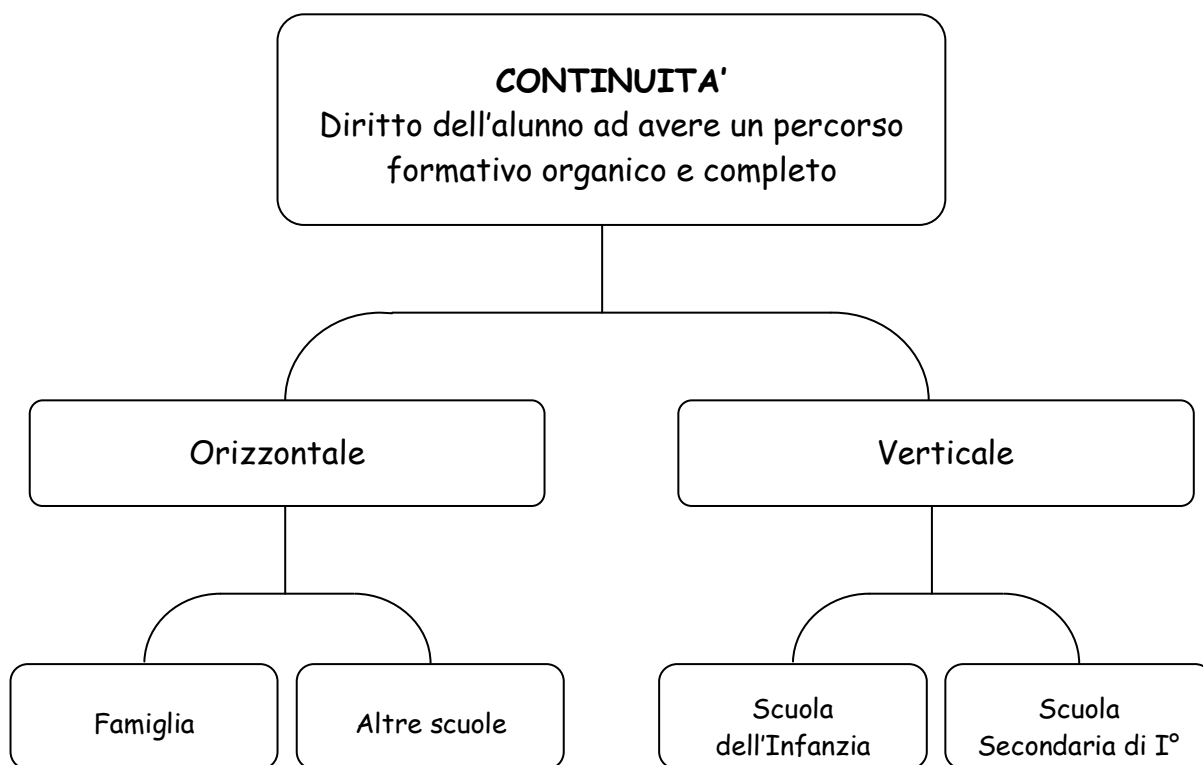 CONTINUITA'
Diritto dell'alunno ad avere un percorso
formativo organico e completo
Orizzontale
Verticale
Famiglia
Altre scuole
Scuola
dell'Infanzia
Scuola
Secondaria di I°